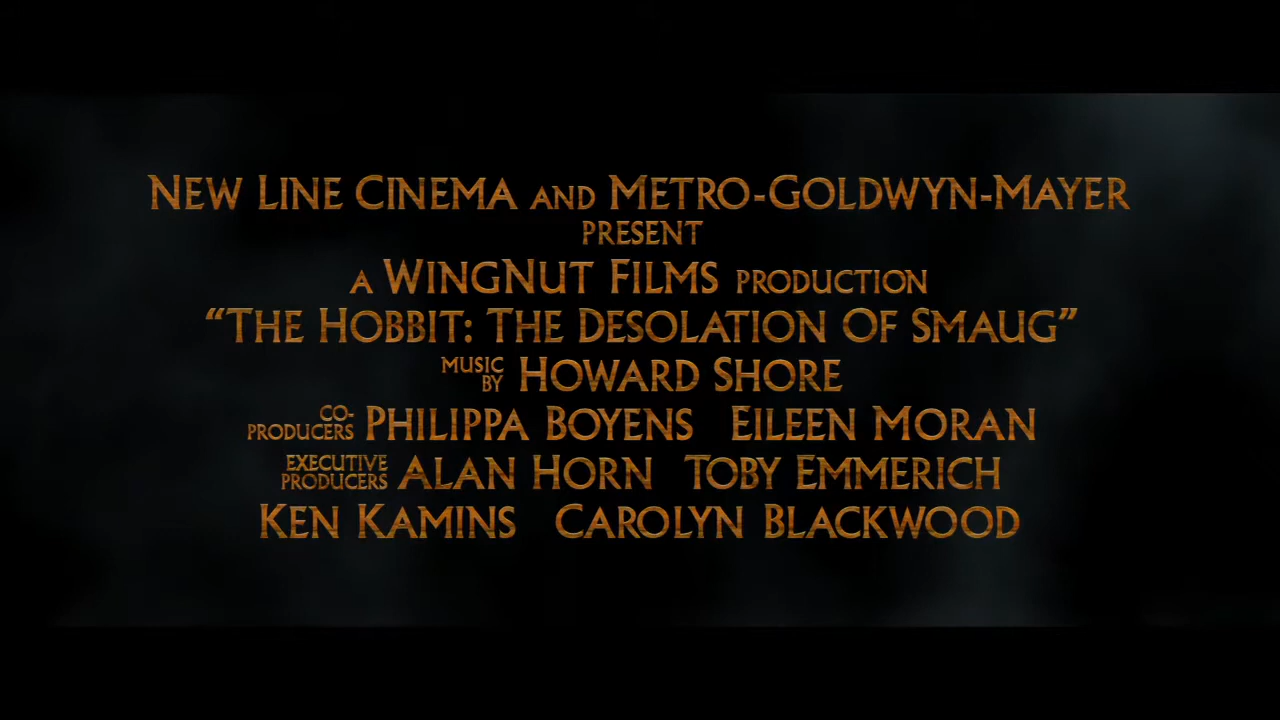 NEW LINE CINEMA AND METRO-GOLDWYN-MAYER
PRESENT
A WINGNUT FILMS PRODUCTION
“THE HOBBIT: THE DESOLATION OF SMAUG”
MUSIC BY HOWARD SHORE
CO-PRODUCERS PHILIPPA BOYENS EILEEN MORAN
EXECUTIVE PRODUCERS ALAN HORN TOBY EMMERICH
KEN KAMINS CAROLYN BLACKWOOD